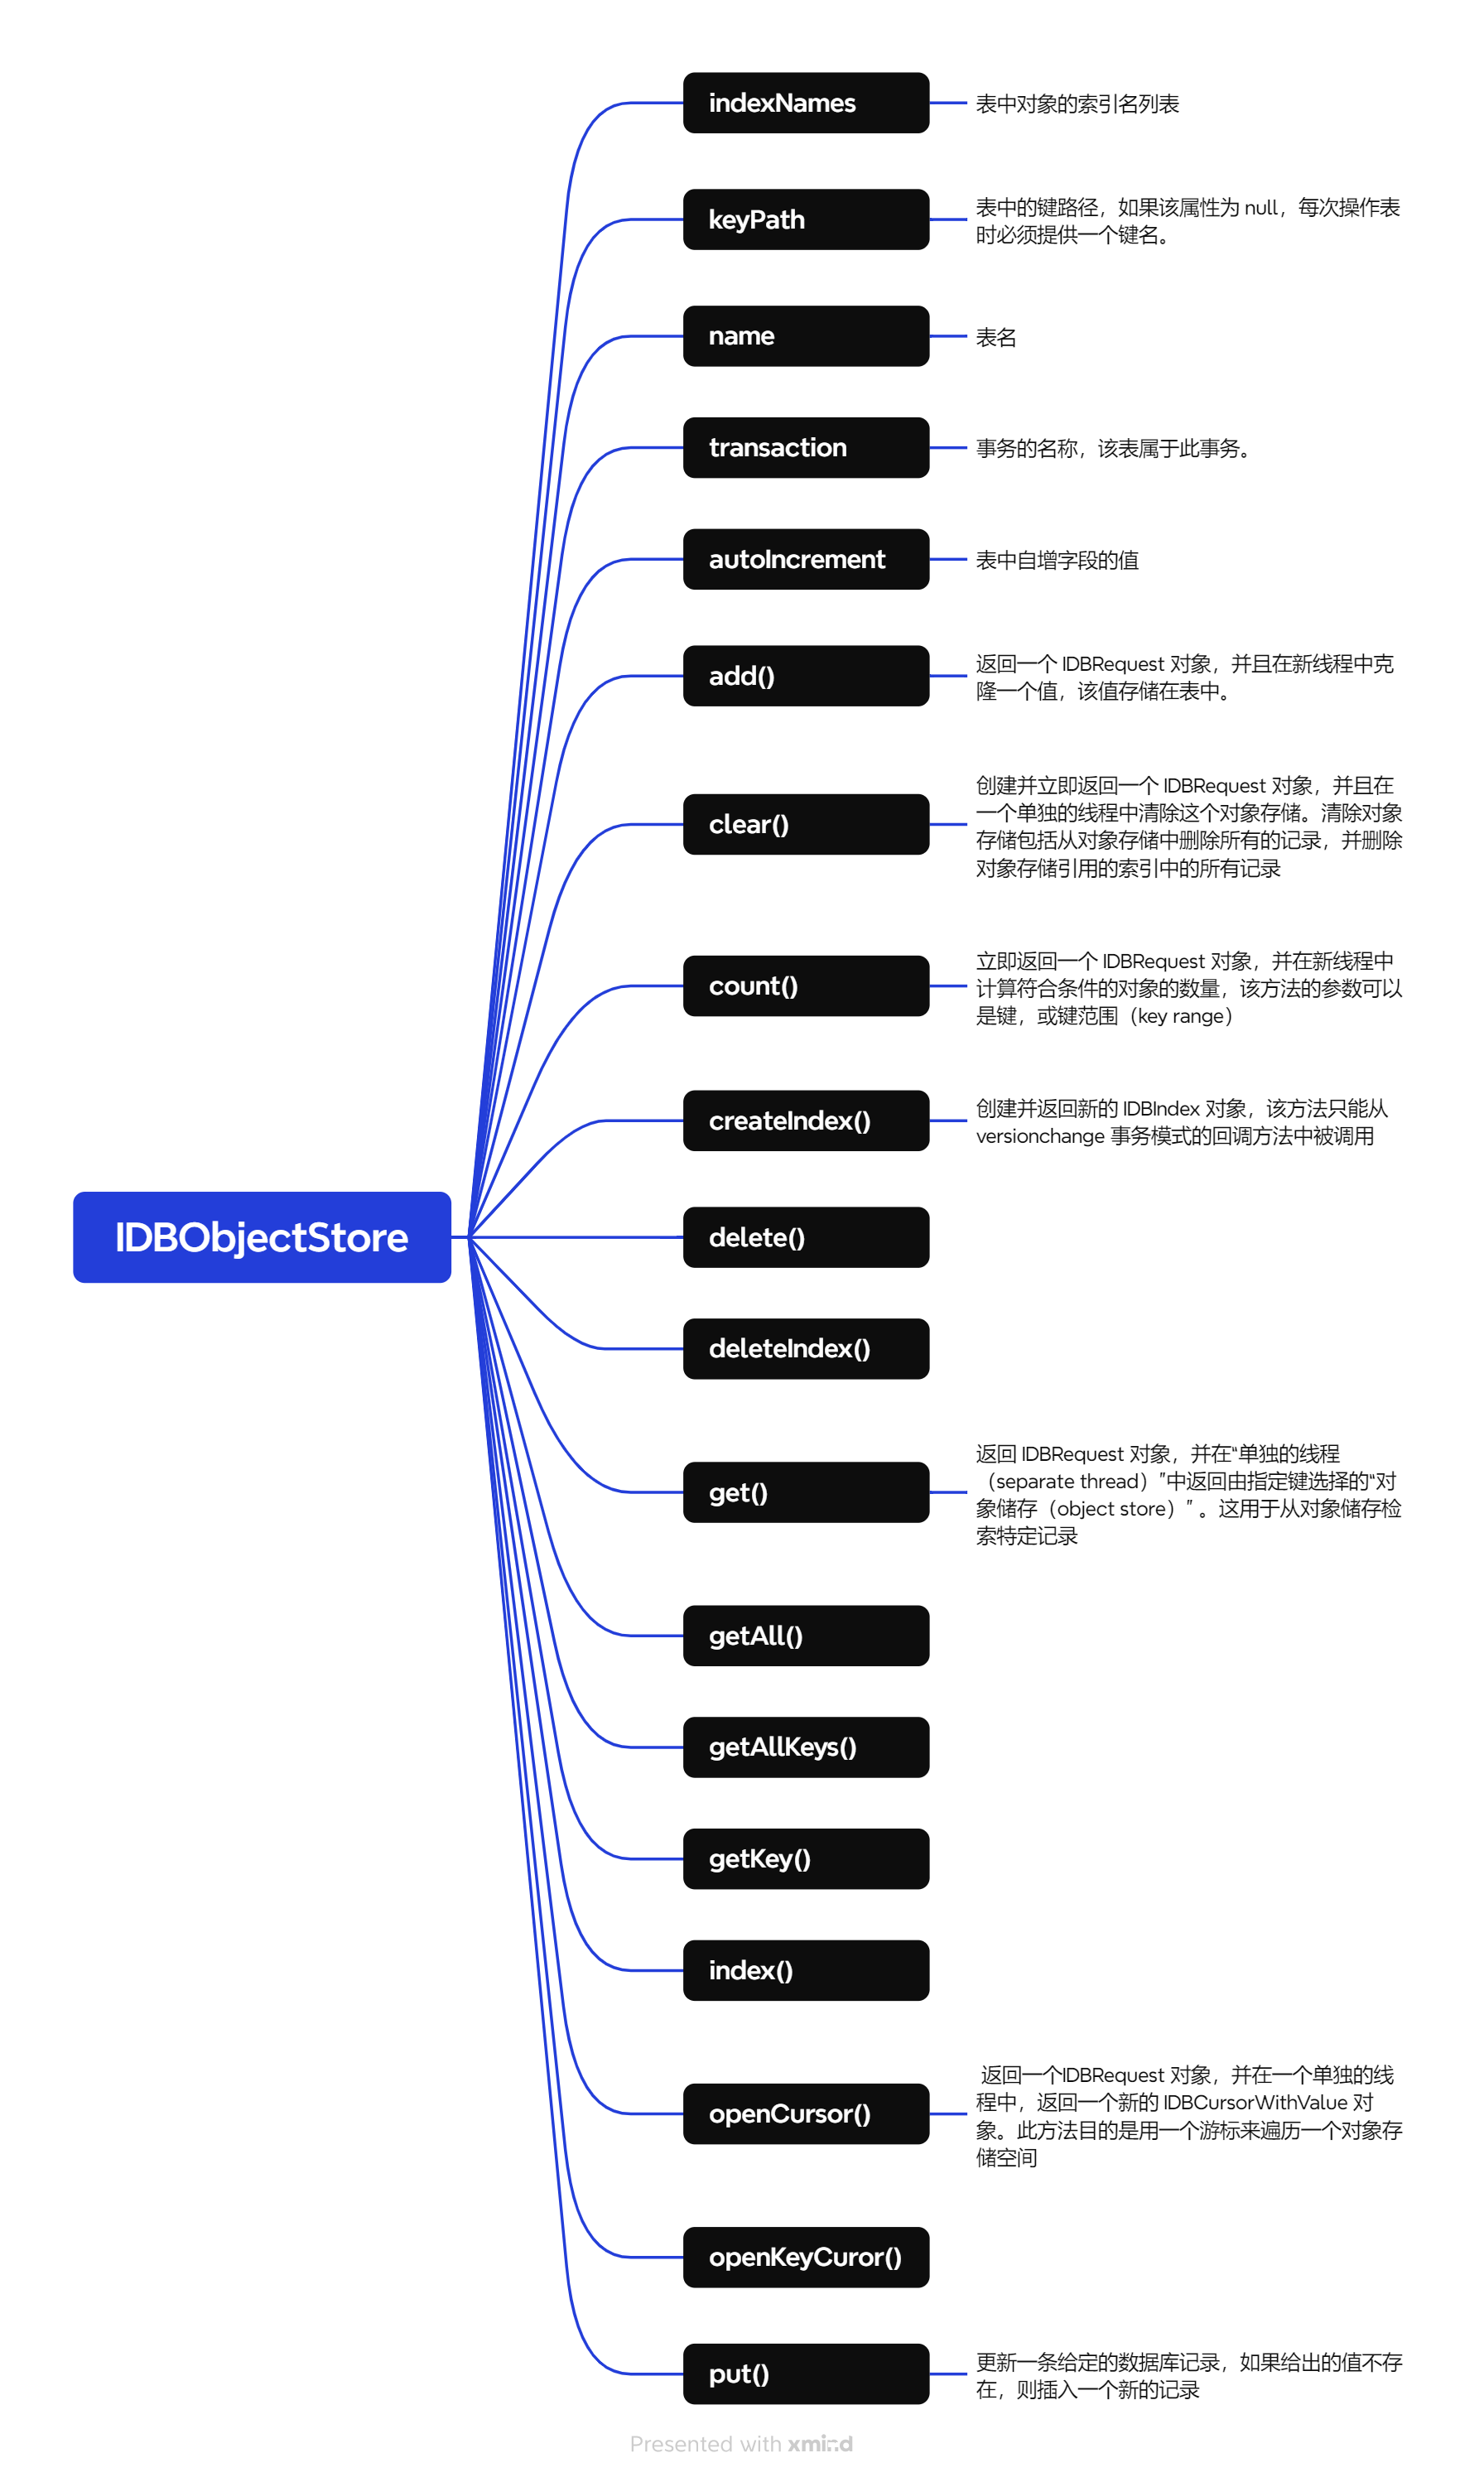 indexNames
表中对象的索引名列表
keyPath
表中的键路径，如果该属性为 null，每次操作表
时必须提供一个键名。
name
表名
transaction
事务的名称，该表属于此事务。
autoIncrement
表中自增字段的值
add()
返回一个 IDBRequest 对象，并且在新线程中克
隆一个值，该值存储在表中。
clear()
创建并立即返回一个 IDBRequest 对象，并且在
一个单独的线程中清除这个对象存储。清除对象
存储包括从对象存储中删除所有的记录，并删除
对象存储引用的索引中的所有记录
count()
立即返回一个 IDBRequest 对象，并在新线程中
计算符合条件的对象的数量，该方法的参数可以
是键，或键范围（key range）
createIndex()
创建并返回新的 IDBIndex 对象，该方法只能从
versionchange 事务模式的回调方法中被调用
IDBObjectStore
delete()
deleteIndex()
get()
返回 IDBRequest 对象，并在“单独的线程
（separate thread）”中返回由指定键选择的“对
象储存（object store）” 。这用于从对象储存检
索特定记录
getAll()
getAllKeys()
getKey()
index()
openCursor()
返回一个IDBRequest 对象，并在一个单独的线
程中，返回一个新的 IDBCursorWithValue 对
象。此方法目的是用一个游标来遍历一个对象存
储空间
openKeyCuror()
put()
更新一条给定的数据库记录，如果给出的值不存
在，则插入一个新的记录
Presented with xmind